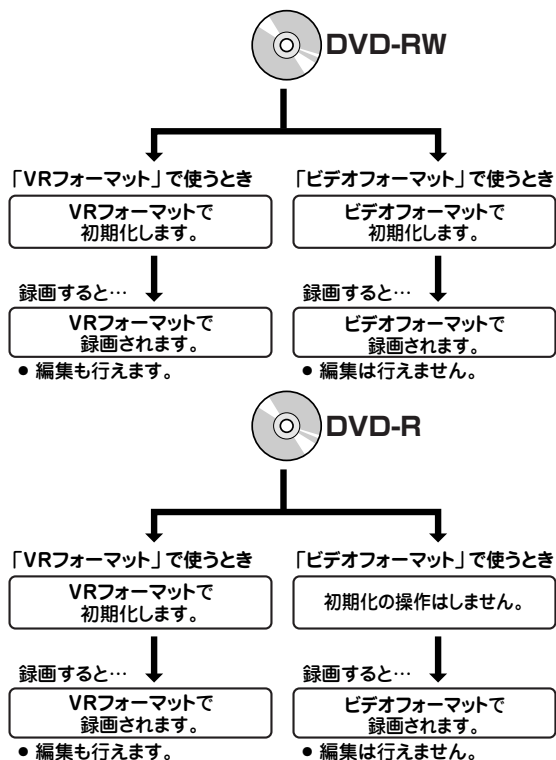 DVD-RW
「VRフォーマット」で使うとき
VRフォーマットで
初期化します。
録画すると…
VRフォーマットで
録画されます。
● 編集も行えます。
「ビデオフォーマット」で使うとき
ビデオフォーマットで
初期化します。
録画すると…
ビデオフォーマットで
録画されます。
● 編集は行えません。
DVD-R
「VRフォーマット」で使うとき
VRフォーマットで
初期化します。
録画すると…
VRフォーマットで
録画されます。
● 編集も行えます。
「ビデオフォーマット」で使うとき
初期化の操作はしません。
録画すると…
ビデオフォーマットで
録画されます。
● 編集は行えません。